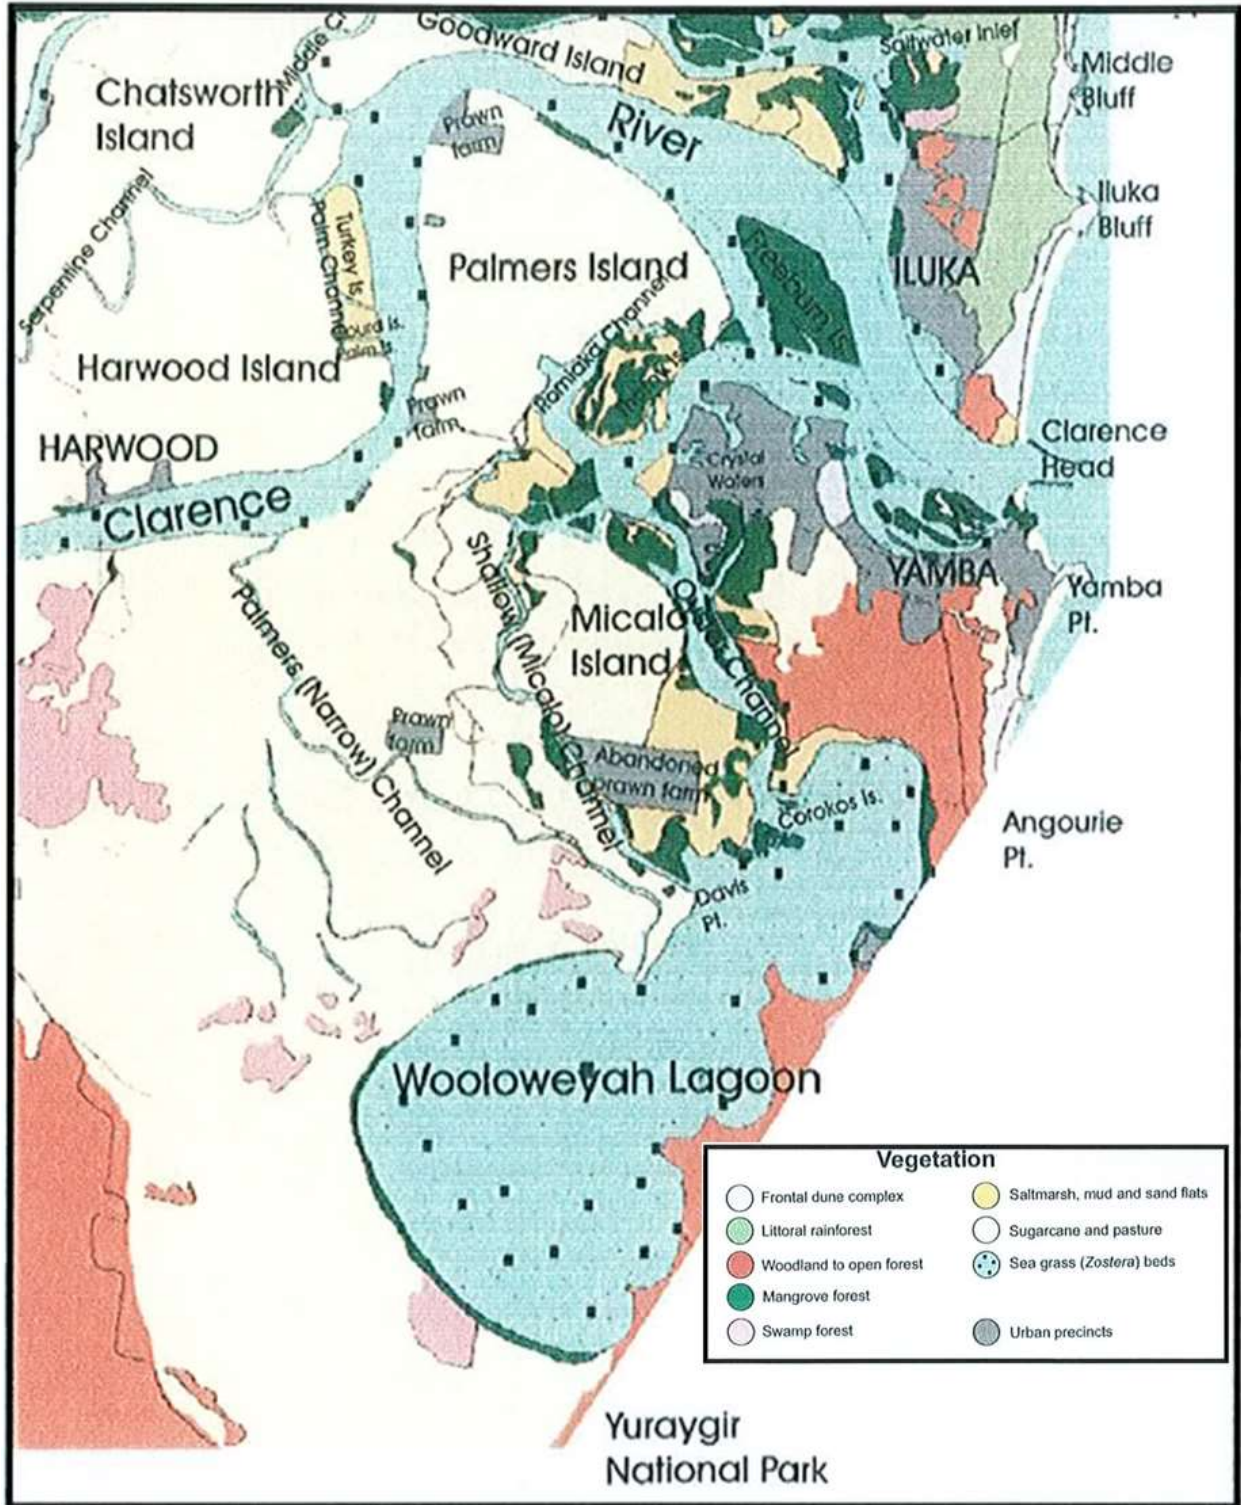 Goodward Island
Saltwater Inlet
Middle
Bluff
Chatsworth
Island
River
Prawn
farm
Iluka
Bluff
Serpentine Channel
Turkey Is.
Palm Channel
Palmers Island
Freeburn Is.
ILUKA
Romiaka Channel
Palm Is.
Harwood Island
Prawn
farm
HARWOOD
Crystal
Waters
Clarence
Head
Clarence
YAMBA
Yamba
Pt.
Palmers (Narrow) Channel
Shallow (Micalo) Channel
Micalo
Island
Channel
Prawn
farm
Abandoned
prawn farm
Corokos Is.
Angourie
Pt.
Davis
Pt.
Wooloweyah Lagoon
Vegetation
Frontal dune complex
Littoral rainforest
Woodland to open forest
Mangrove forest
Swamp forest
Saltmarsh, mud and sand flats
Sugarcane and pasture
Sea grass (Zostera) beds
Urban precincts
Yuraygir
National Park